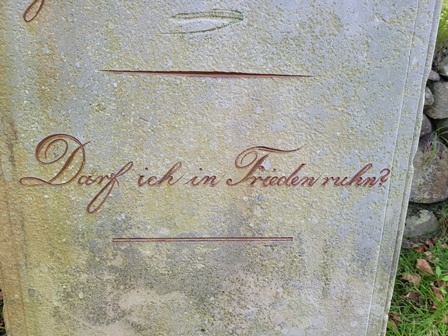 Darf ich in Frieden ruhn?